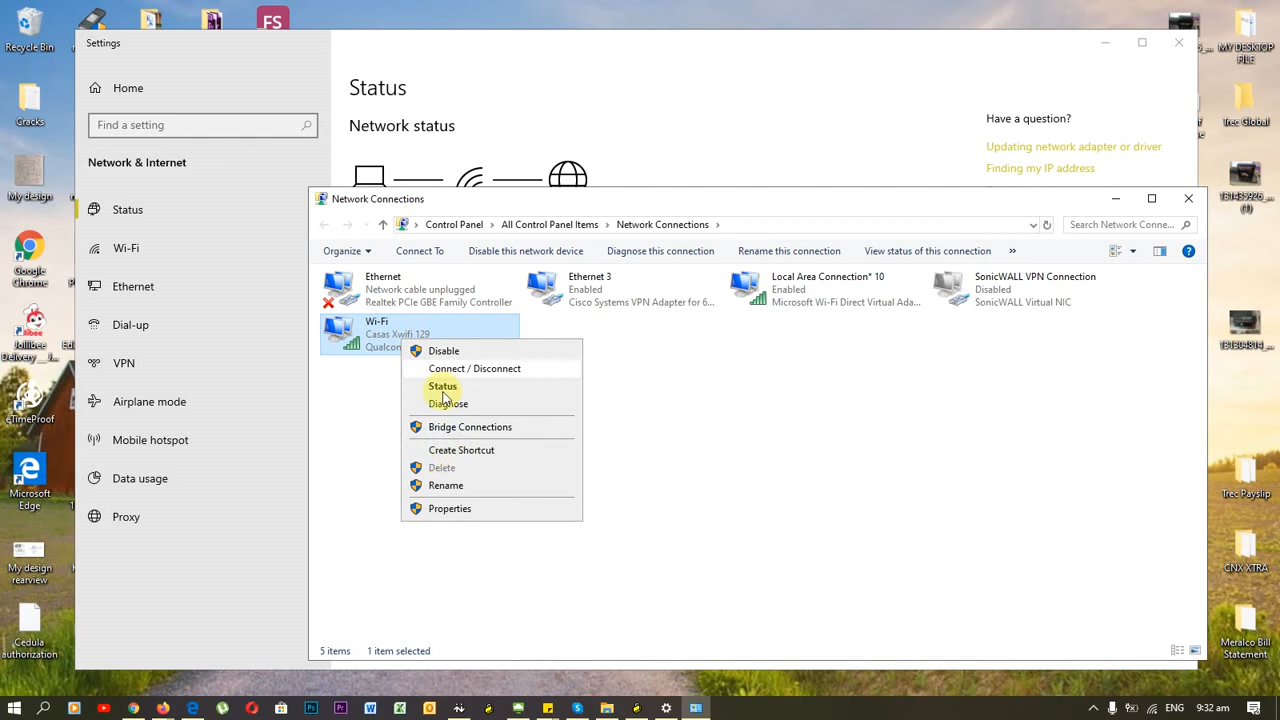 Recycle Bin
FS
MY DESKTOP
FILE
Settings
Home
Find a setting
Network & Internet
Status
Wi-Fi
Ethernet
Dial-up
VPN
Airplane mode
Mobile hotspot
Data usage
Proxy
Status
Network status
Have a question?
Updating network adapter or driver
Finding my IP address
Cracks
My design
Google
Chrome
Jollibee
Delivery
eTimeProof
Microsoft
Edge
My design
rearview
Cedula
authorization
Trec Global
181435926_...
(1)
181304814_...
Trec Payslip
CNX XTRA
Meralco Bill
Statement
Network Connections
Control Panel
All Control Panel Items
Network Connections
Search Network Conne...
Organize
Connect To
Disable this network device
Diagnose this connection
Rename this connection
View status of this connection
»
Ethernet
Network cable unplugged
Realtek PCIe GBE Family Controller
Ethernet 3
Enabled
Cisco Systems VPN Adapter for 6...
Local Area Connection* 10
Enabled
Microsoft Wi-Fi Direct Virtual Ada...
SonicWALL VPN Connection
Disabled
SonicWALL Virtual NIC
Wi-Fi
Casas Xwifi 129
Qualcon
Disable
Connect / Disconnect
Status
Diagnose
Bridge Connections
Create Shortcut
Delete
Rename
Properties
5 items
1 item selected
ENG
9:32 am